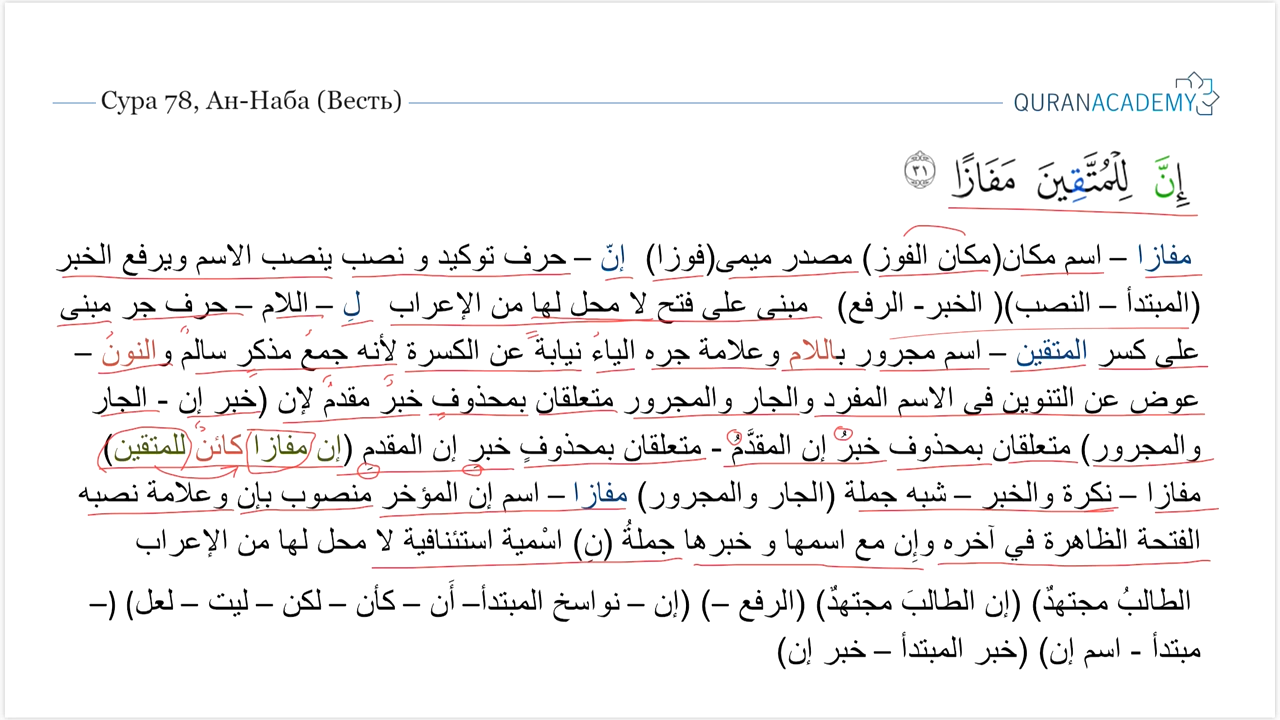 Сура 78, Ан-Наба (Весть)
QURANACADEMY
إِنَّ لِلْمُتَّقِينَ مَفَازًا ٣١
مفازا – اسم مكان(مكان الفوز) مصدر ميمى(فوزا) إنّ – حرف توكيد و نصب ينصب الاسم ويرفع الخبر
(المبتدأ – النصب)( الخبر- الرفع) مبنى على فتح لا محل لها من الإعراب لِ – اللام – حرف جر مبنى
على كسر المتقين – اسم مجرور باللام وعلامة جره الياءُ نيابةً عن الكسرة لأنه جمعُ مذكرٍ سالمٌ والنونُ –
عوض عن التنوين فى الاسم المفرد والجار والمجرور متعلقان بمحذوفٍ خبرٌ مقدمٌ لإن (خبر إن - الجار
والمجرور) متعلقان بمحذوف خبرُ إن المقدَّمُ - متعلقان بمحذوفٍ خبرِ إن المقدمِ (إن مفازا كائنٌ للمتقين)
مفازا – نكرة والخبر – شبه جملة (الجار والمجرور) مفازا – اسم إن المؤخر منصوب بإن وعلامة نصبه
الفتحة الظاهرة في آخره وإن مع اسمها و خبرها جملةُ (نِ) اسْمية استئنافية لا محل لها من الإعراب
الطالبُ مجتهدٌ) (إن الطالبَ مجتهدٌ) (الرفع –) (إن – نواسخ المبتدأ– أَن – كأن – لكن – ليت – لعل) (–
مبتدأ - اسم إن) (خبر المبتدأ – خبر إن)